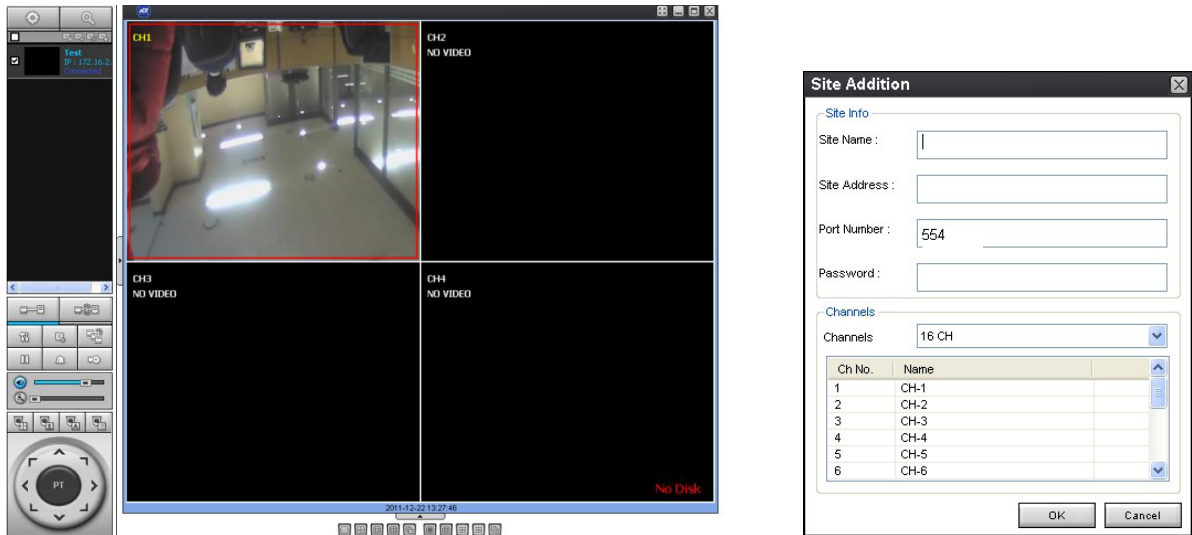 Test
IP : 172.16.2.
Connected
CH1
CH2
NO VIDEO
CH3
NO VIDEO
CH4
NO VIDEO
No Disk
2011-12-22 13:27:46
PT
Site Addition
Site Info
Site Name :
Site Address :
Port Number :
554
Password :
Channels
Channels
16 CH
Ch No. Name
1 CH-1
2 CH-2
3 CH-3
4 CH-4
5 CH-5
6 CH-6
OK Cancel